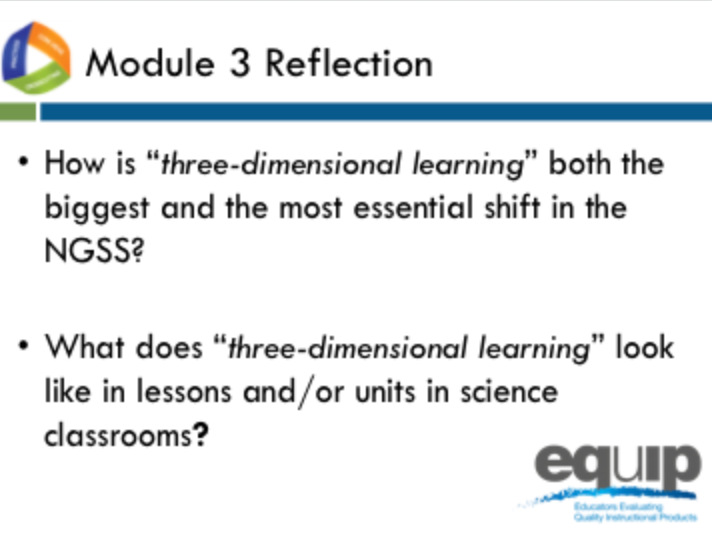 Module 3 Reflection
• How is “three-dimensional learning” both the
biggest and the most essential shift in the
NGSS?
• What does “three-dimensional learning” look
like in lessons and/or units in science
classrooms?
equip
Educators Evaluating
Quality Instructional Products